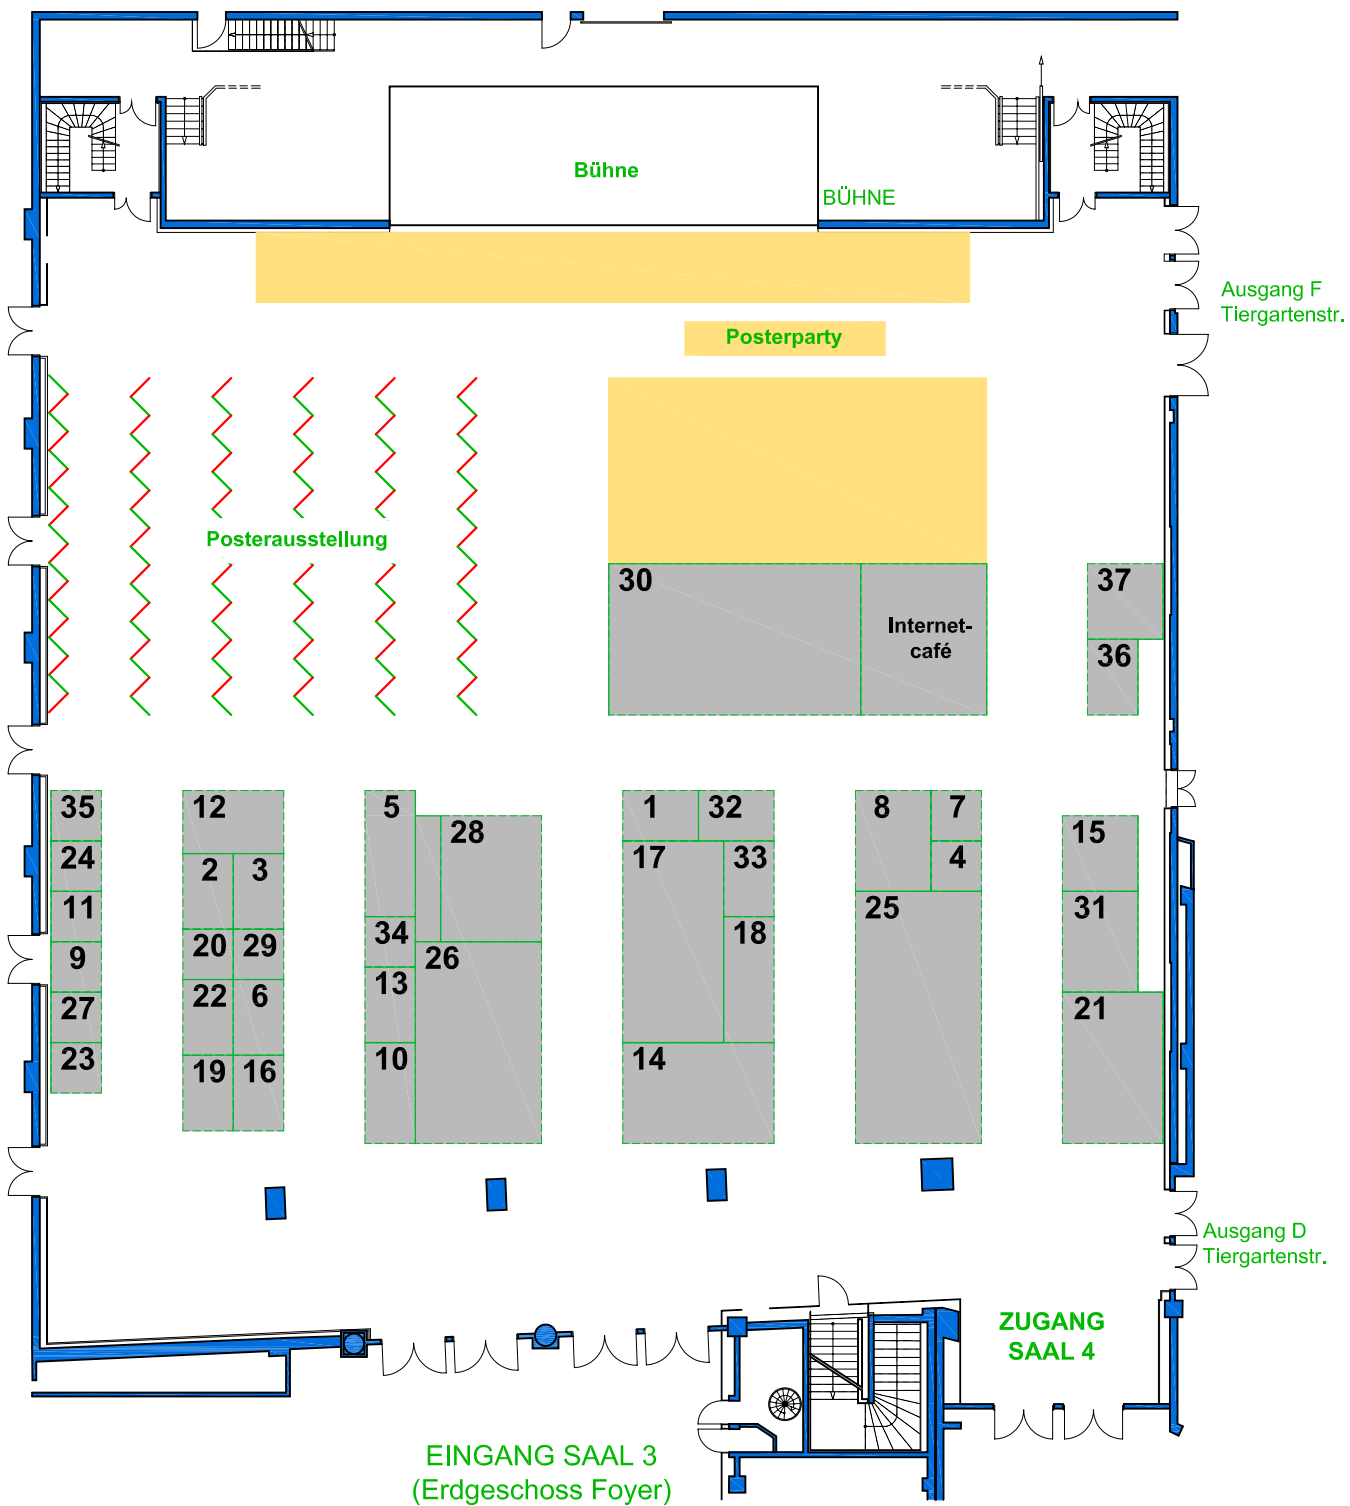 Bühne
BÜHNE
Ausgang F
Tiergartenstr.
Posterparty
Posterausstellung
30
Internet-
café
37
36
35
12
5
28
1
32
8
7
15
24
2
3
17
33
4
11
25
31
34
18
20
29
26
9
13
22
6
27
21
10
14
23
19
16
Ausgang D
Tiergartenstr.
ZUGANG
SAAL 4
EINGANG SAAL 3
(Erdgeschoss Foyer)